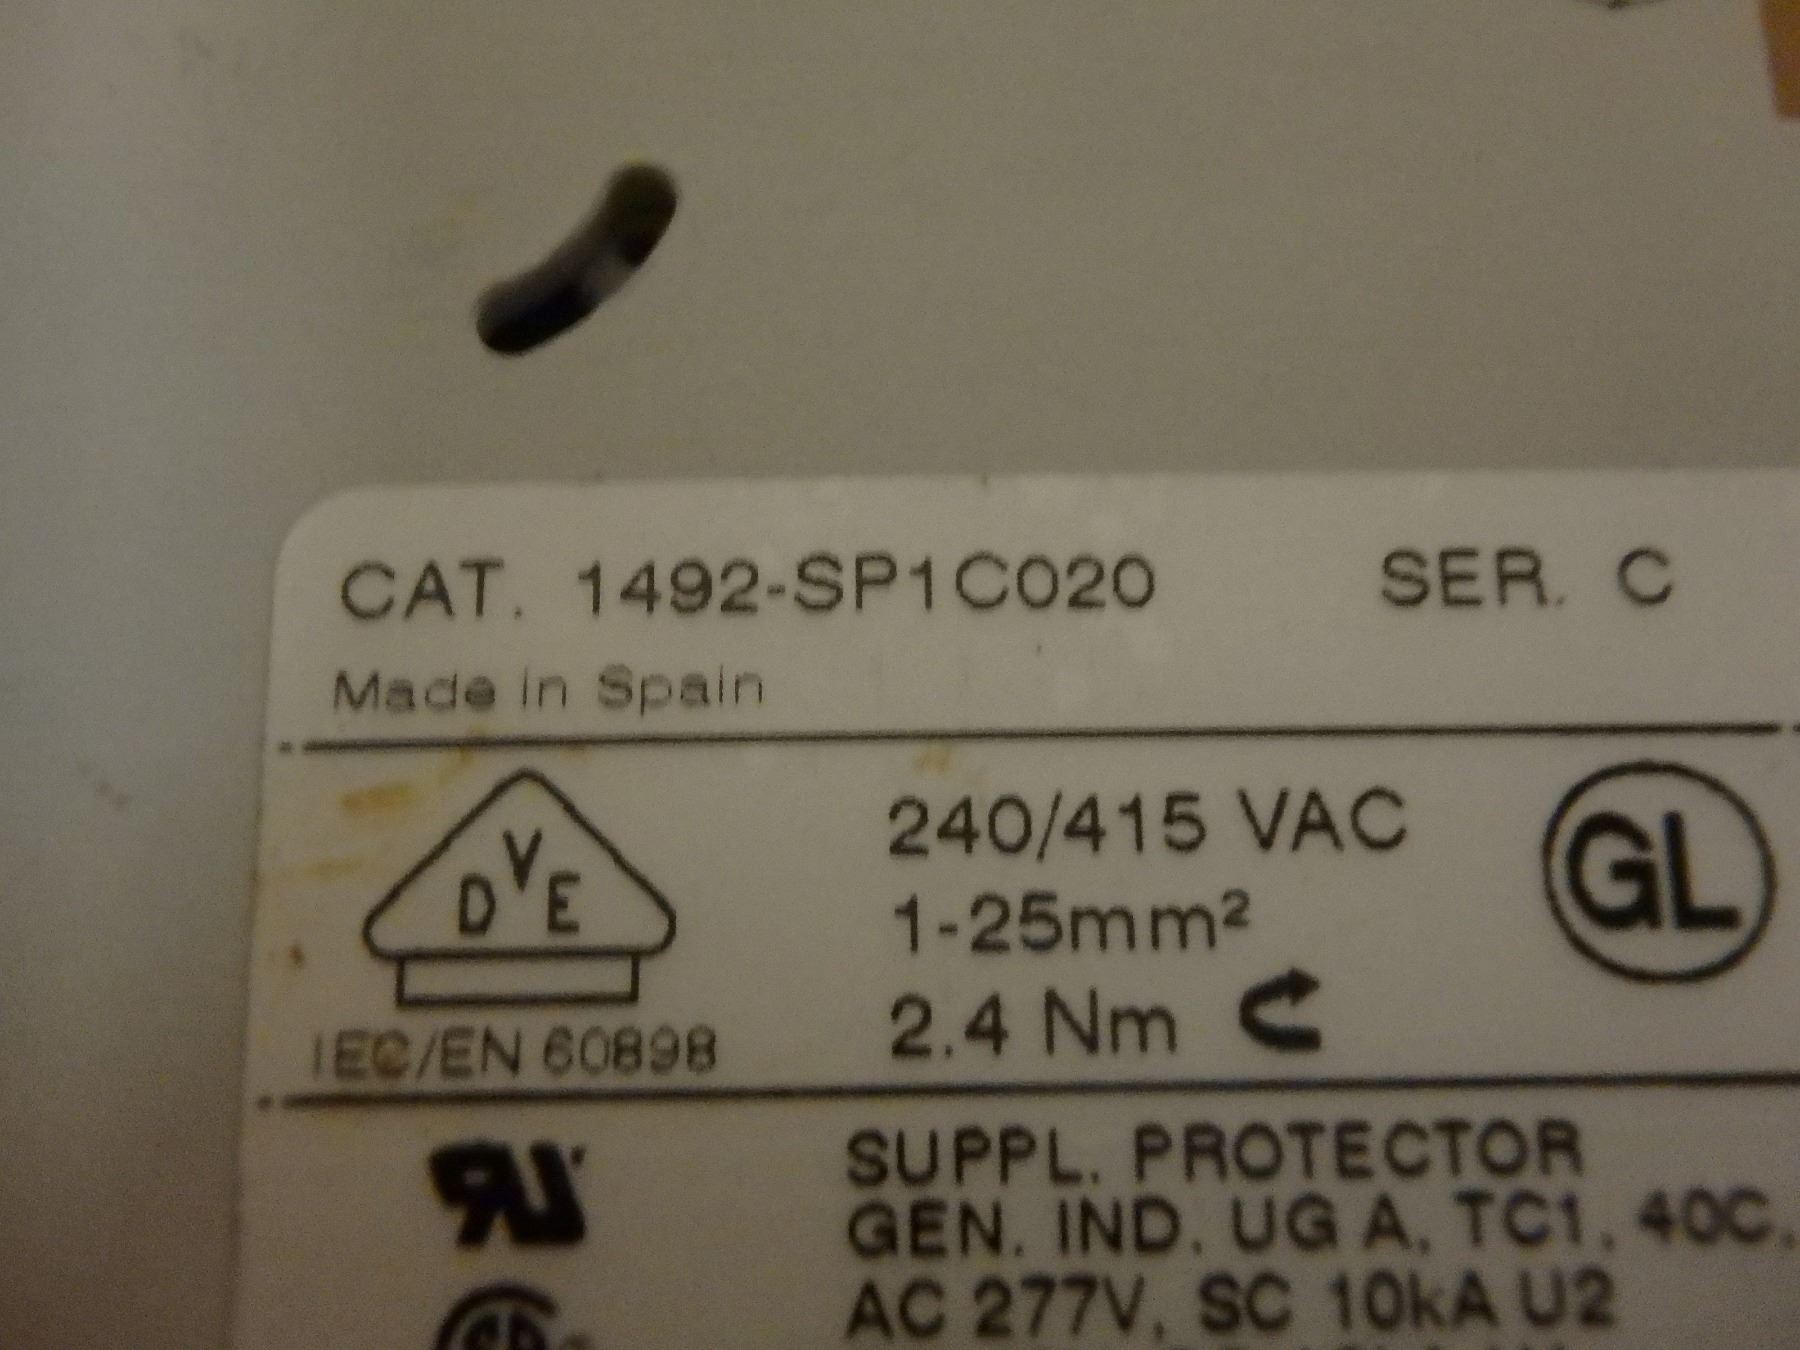 CAT. 1492-SP1C020 SER. C
Made in Spain
DVE
240/415 VAC
1-25mm²
2.4 Nm
GL
IEC/EN 60898
RU
SUPPL. PROTECTOR
GEN. IND. UG A, TC1, 40C,
AC 277V, SC 10kA U2